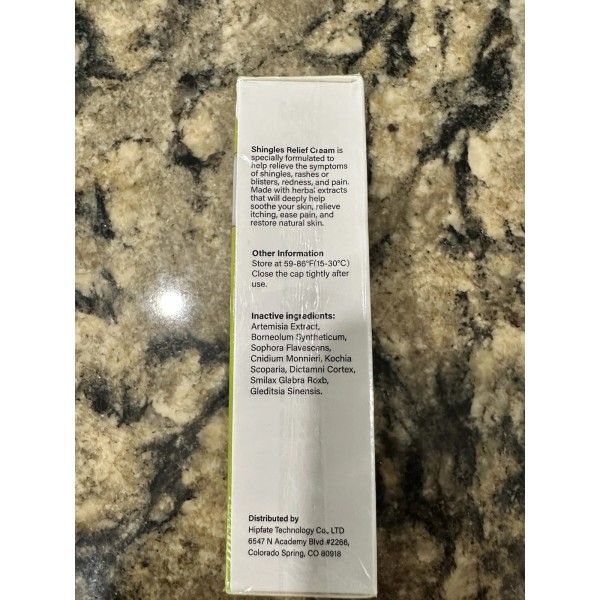 Shingles Relief Cream is
specially formulated to
help relieve the symptoms
of shingles, rashes or
blisters, redness, and pain.
Made with herbal extracts
that will deeply help
soothe your skin, relieve
itching, ease pain, and
restore natural skin.
Other Information
Store at 59-86°F(15-30°C)
Close the cap tightly after
use.
Inactive ingredients:
Artemisia Extract,
Borneolum Syntheticum,
Sophora Flavescans,
Cnidium Monnieri, Kochia
Scoparia, Dictamni Cortex,
Smilax Glabra Roxb,
Gleditsia Sinensis.
Distributed by
Hipfate Technology Co., LTD
6547 N Academy Blvd #2266,
Colorado Spring, CO 80918